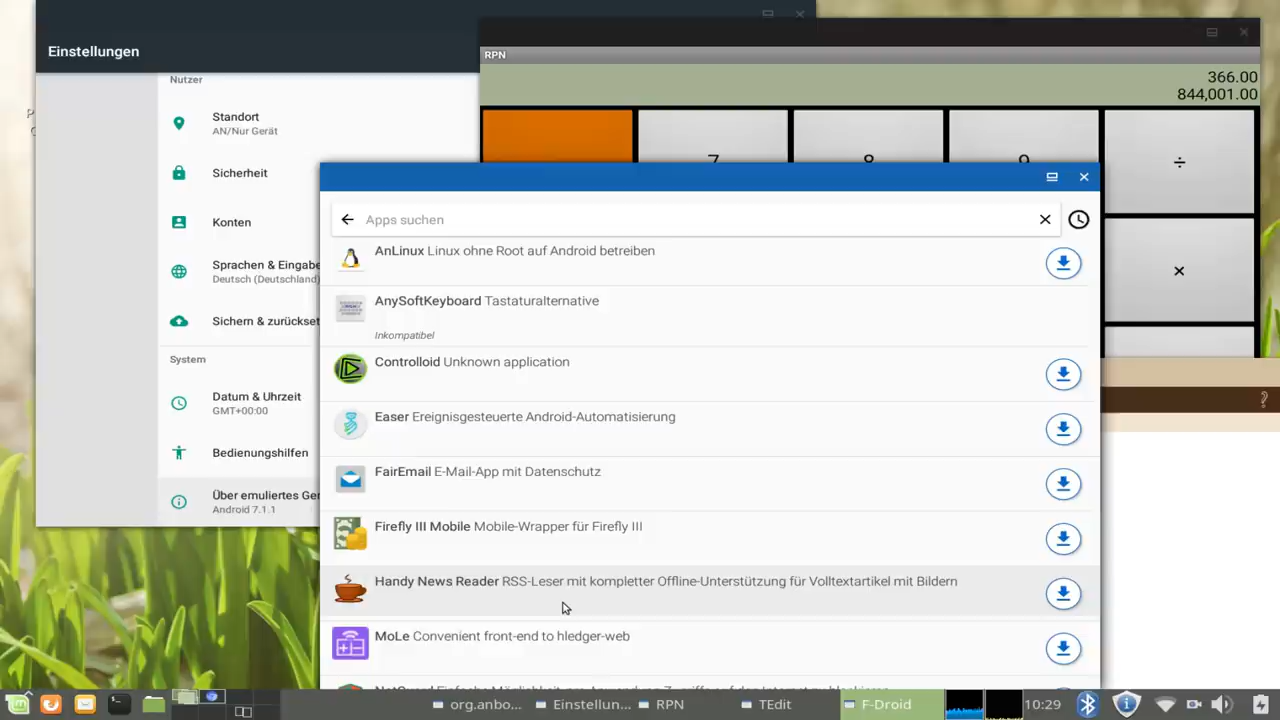 Einstellungen
Nutzer
Standort
AN/Nur Gerät
Sicherheit
Konten
Sprachen & Eingabe
Deutsch (Deutschland)
Sichern & zurückset
System
Datum & Uhrzeit
GMT+00:00
Bedienungshilfen
Über emuliertes Ger
Android 7.1.1
RPN
366.00
844,001.00
7
8
9
÷
×
?
Apps suchen
AnLinux Linux ohne Root auf Android betreiben
AnySoftKeyboard Tastaturalternative
Inkompatibel
Controlloid Unknown application
Easer Ereignisgesteuerte Android-Automatisierung
FairEmail E-Mail-App mit Datenschutz
Firefly III Mobile Mobile-Wrapper für Firefly III
Handy News Reader RSS-Leser mit kompletter Offline-Unterstützung für Volltextartikel mit Bildern
MoLe Convenient front-end to hledger-web
org.anbo...
Einstellun...
RPN
TEdit
F-Droid
10:29